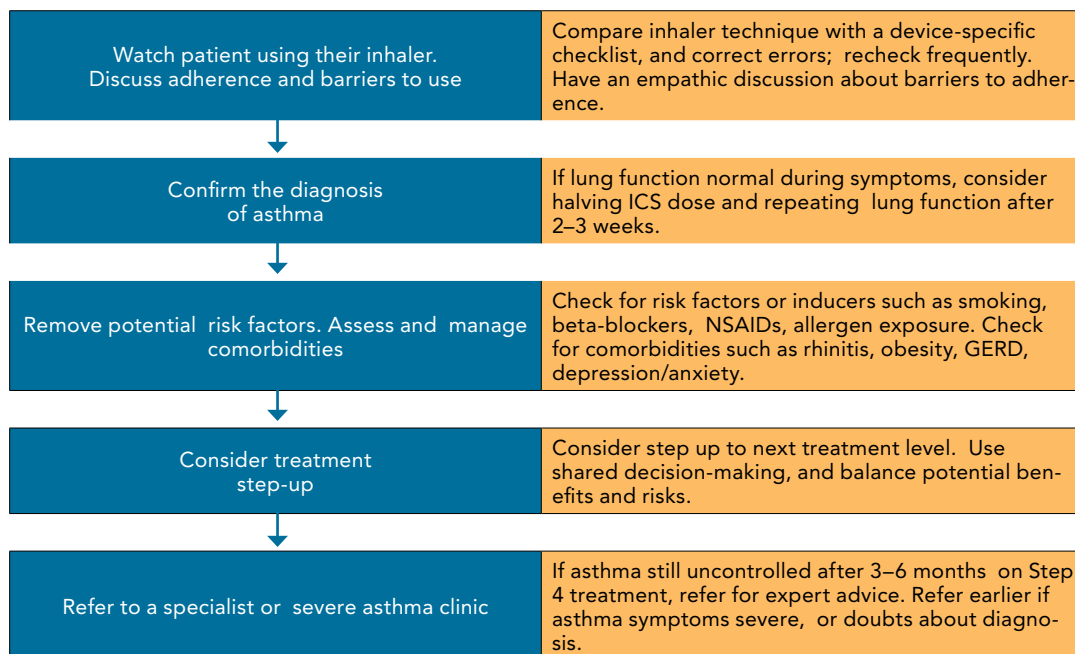 Watch patient using their inhaler.
Discuss adherence and barriers to use
Compare inhaler technique with a device-specific
checklist, and correct errors; recheck frequently.
Have an empathic discussion about barriers to adher-
ence.
Confirm the diagnosis
of asthma
If lung function normal during symptoms, consider
halving ICS dose and repeating lung function after
2–3 weeks.
Remove potential risk factors. Assess and manage
comorbidities
Check for risk factors or inducers such as smoking,
beta-blockers, NSAIDs, allergen exposure. Check
for comorbidities such as rhinitis, obesity, GERD,
depression/anxiety.
Consider treatment
step-up
Consider step up to next treatment level. Use
shared decision-making, and balance potential ben-
efits and risks.
Refer to a specialist or severe asthma clinic
If asthma still uncontrolled after 3–6 months on Step
4 treatment, refer for expert advice. Refer earlier if
asthma symptoms severe, or doubts about diagno-
sis.